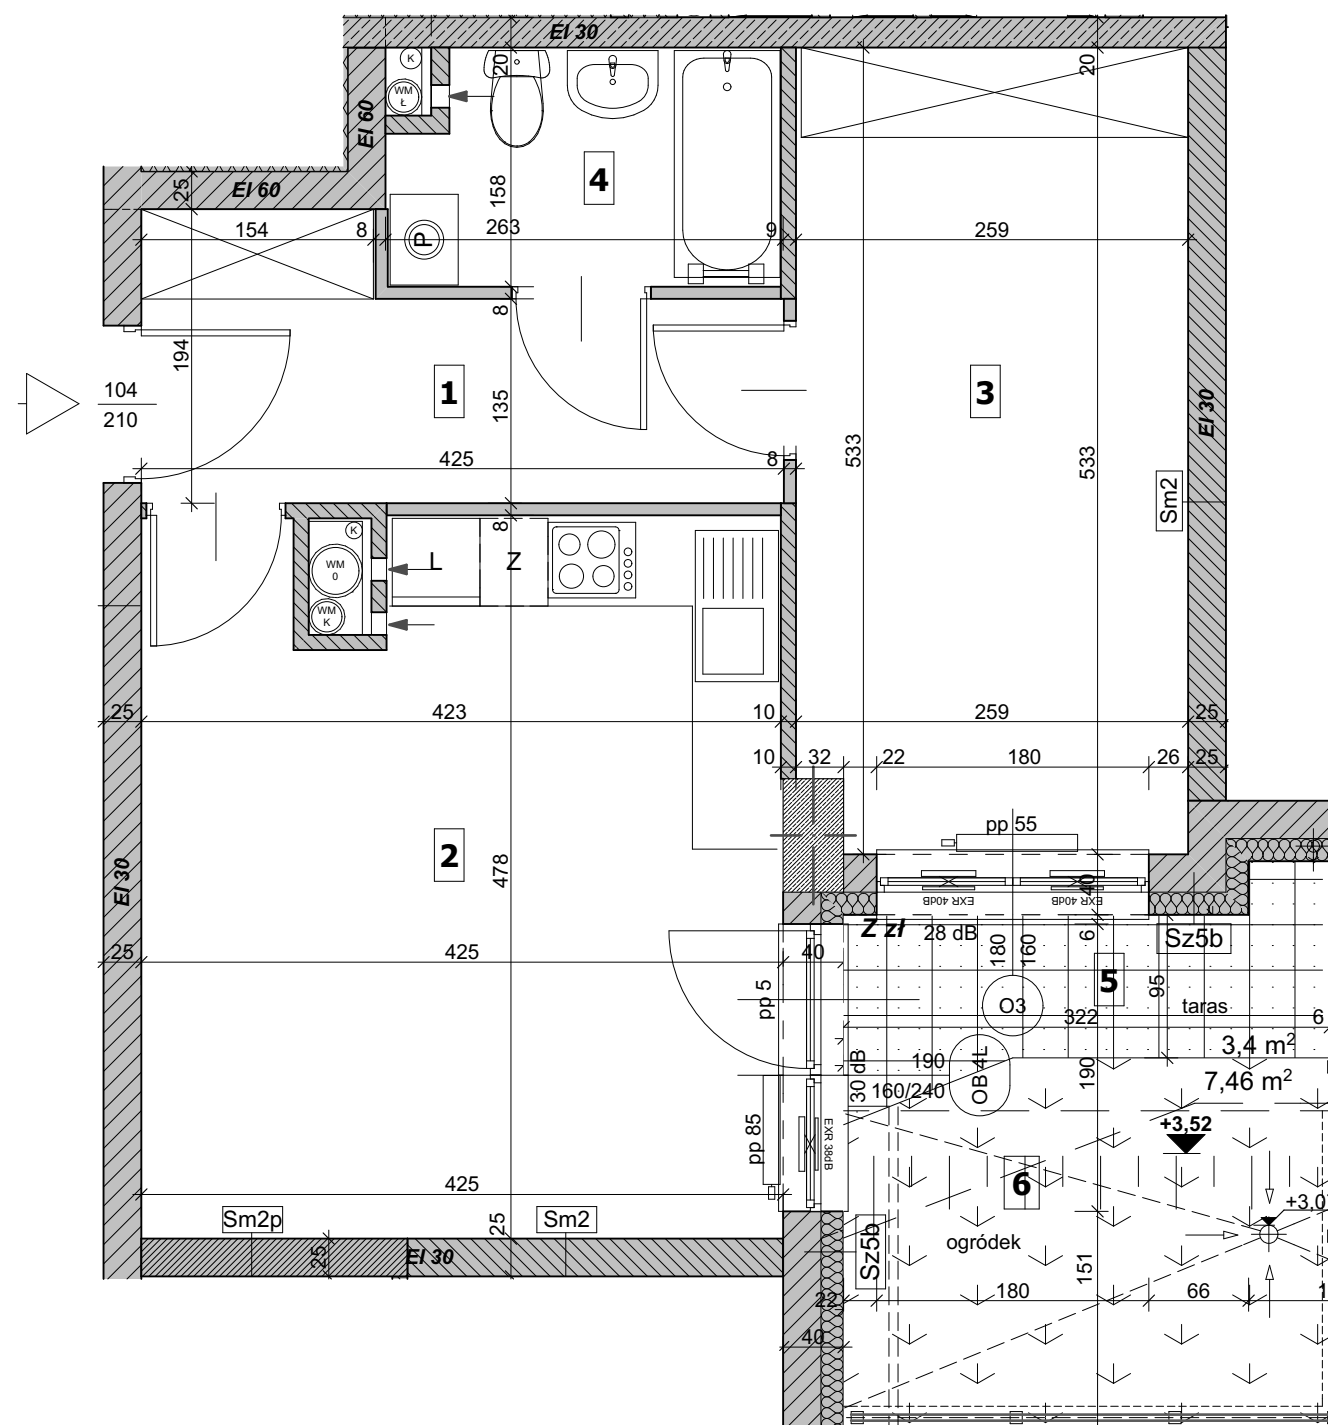 EI 30
K
WM
Ł
20
20
EI 60
158
4
25
EI 60
154
8
263
9
259
P
8
194
104
210
1
135
3
EI 30
533
533
425
8
Sm2
8
K
WM
0
WM
K
L
Z
25
423
10
259
25
10
32
22
180
26
25
pp 55
2
478
EI 30
40
EXR 40dB
EXR 40dB
Z zł
28 dB
180
160
6
Sz5b
25
425
40
pp 5
5
95
O3
322
taras
6
3,4 m²
30 dB
190
160/240
OB 4L
190
7,46 m²
+3,52
pp 85
EXR 38dB
6
425
+3,0
Sm2p
Sm2
25
25
EI 30
Sz5b
ogródek
151
22
180
66
1
40